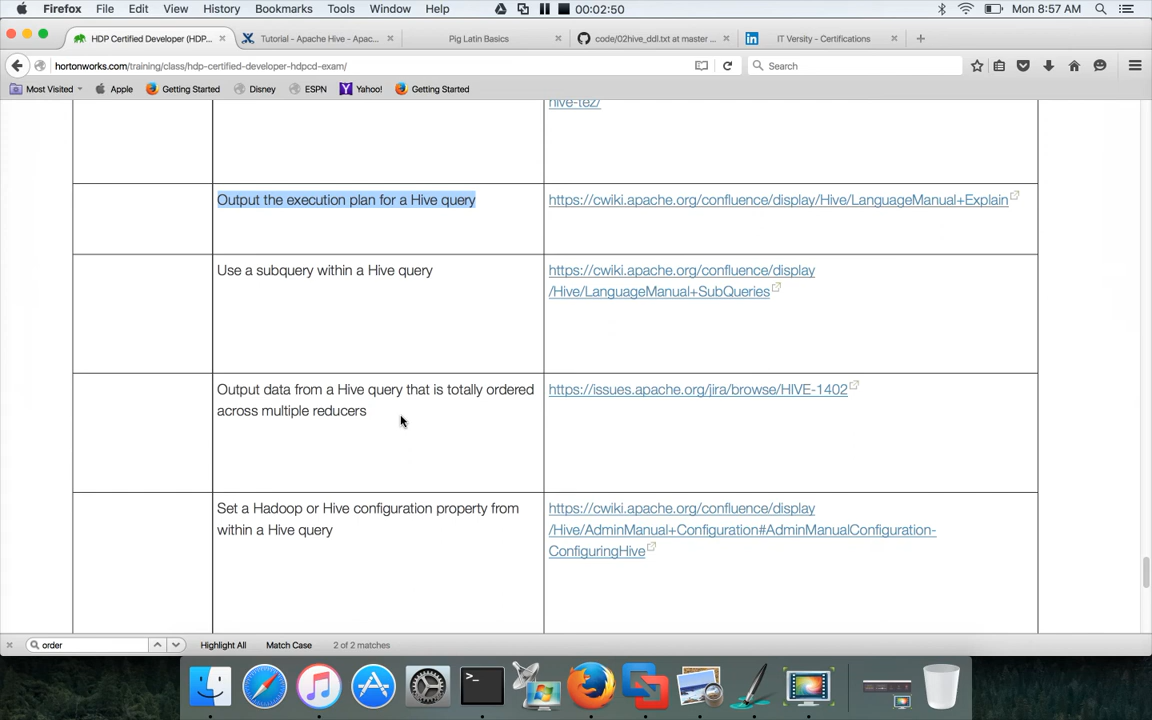 Firefox File Edit View History Bookmarks Tools Window Help 00:02:50 Mon 8:57 AM
HDP Certified Developer (HDP... × Tutorial - Apache Hive - Apac... × Pig Latin Basics × code/02hive_ddl.txt at master ... × IT Versity - Certifications × +
hortonworks.com/training/class/hdp-certified-developer-hdpcd-exam/ Search
Most Visited Apple Getting Started Disney ESPN Yahoo! Getting Started
hive-tez/
Output the execution plan for a Hive query
https://cwiki.apache.org/confluence/display/Hive/LanguageManual+Explain
Use a subquery within a Hive query
https://cwiki.apache.org/confluence/display
/Hive/LanguageManual+SubQueries
Output data from a Hive query that is totally ordered
across multiple reducers
https://issues.apache.org/jira/browse/HIVE-1402
Set a Hadoop or Hive configuration property from
within a Hive query
https://cwiki.apache.org/confluence/display
/Hive/AdminManual+Configuration#AdminManualConfiguration-
ConfiguringHive
order Highlight All Match Case 2 of 2 matches